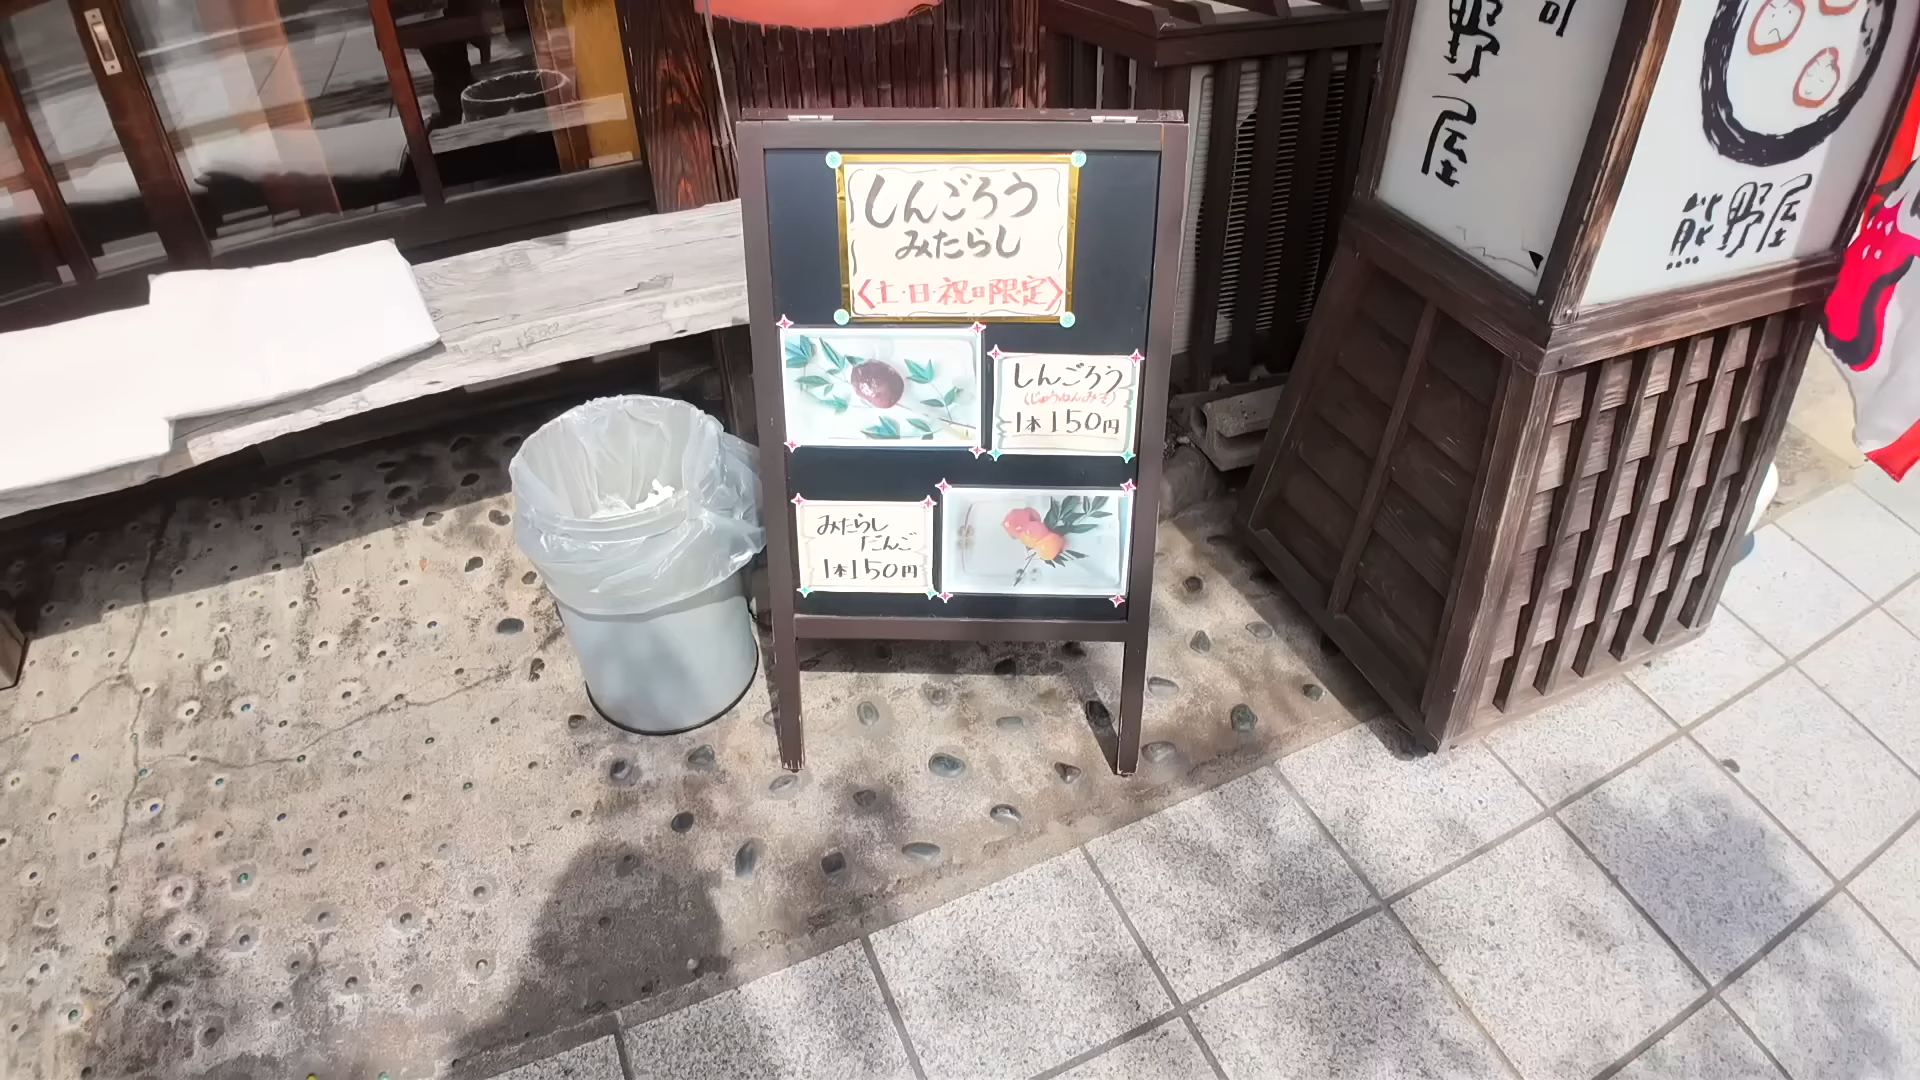 しんごろう
みたらし
〈土・日・祝日限定〉
しんごろう
(じゅうねんみそ)
1本150円
みたらし
だんご
1本150円
野屋
司
熊野屋